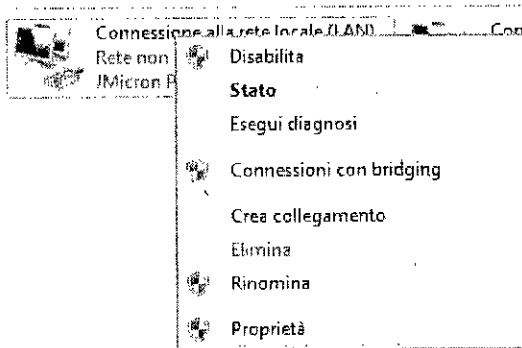 Connessione alla rete locale (LAN)
Rete non
JMicron P
Con
Disabilita
Stato
Esegui diagnosi
Connessioni con bridging
Crea collegamento
Elimina
Rinomina
Proprietà